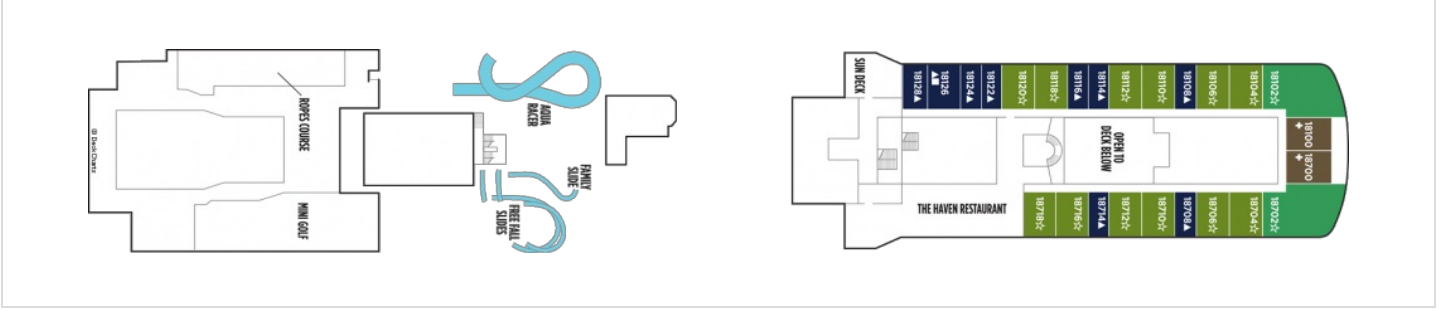 © Deck Charts
ROPES COURSE
MINI GOLF
AQUA
RACER
FAMILY
SLIDE
FREE FALL
SLIDES
SUN DECK
18128▲
18126
▲■
18124▲
18122▲
18120☆
18118☆
18116▲
18114▲
18112☆
18110☆
18108▲
18106☆
18104☆
18102☆
18100
✚
18700
✚
OPEN TO
DECK BELOW
THE HAVEN RESTAURANT
18718☆
18716☆
18714▲
18712☆
18710☆
18708▲
18706☆
18704☆
18702☆